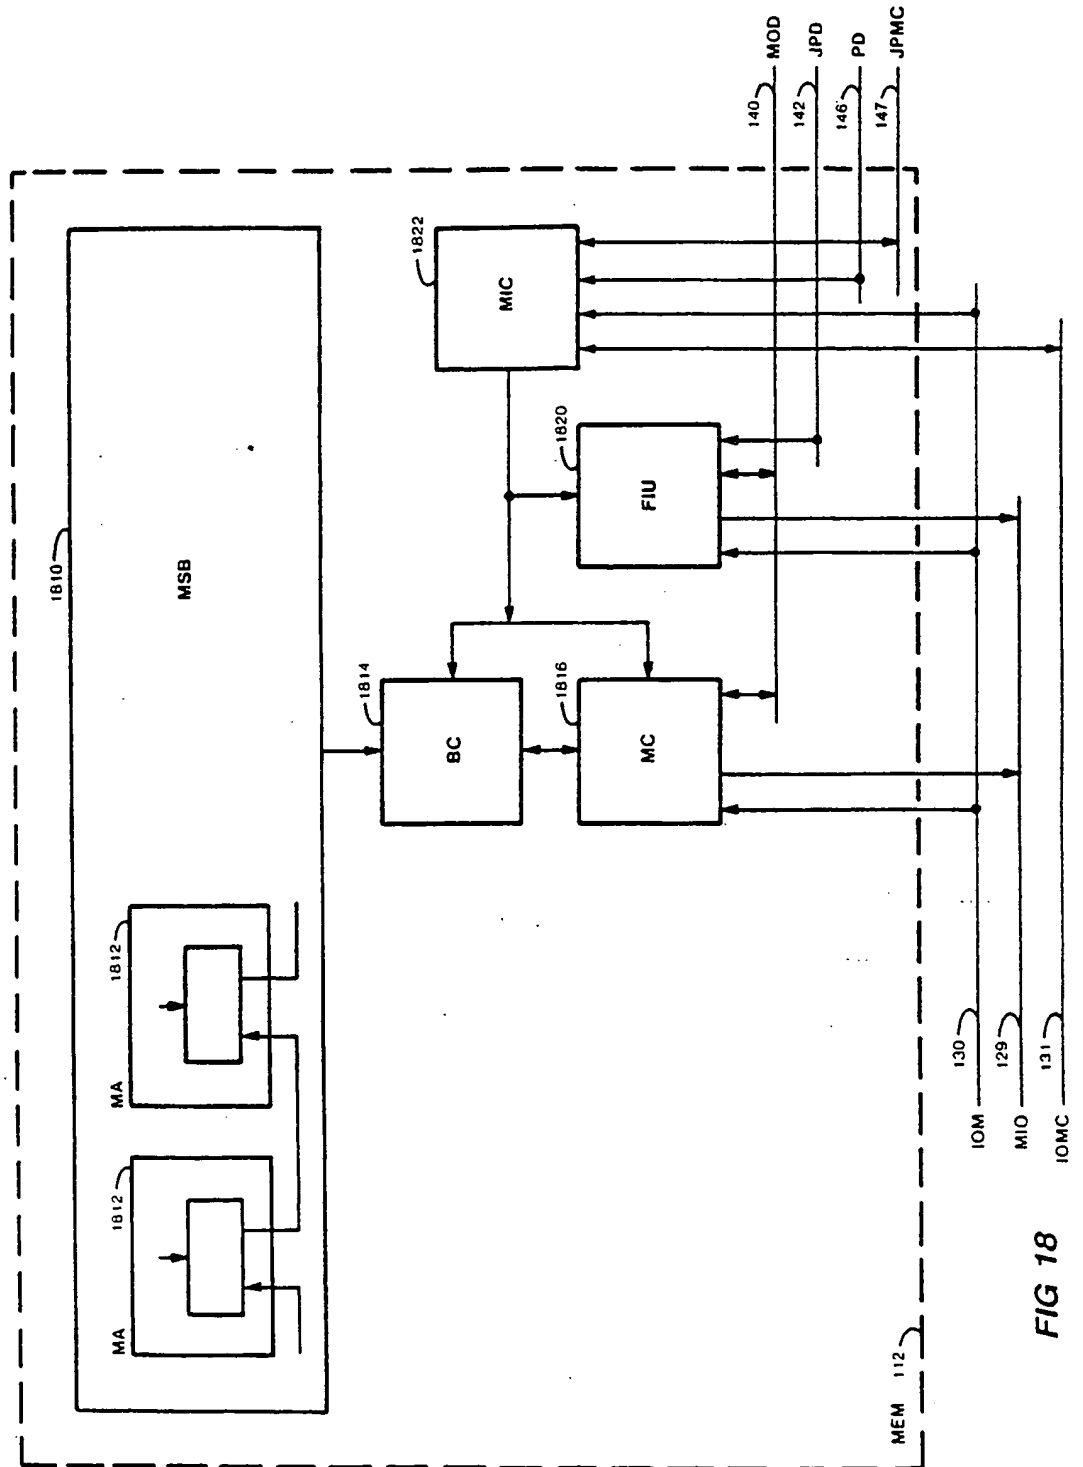 1810
MSB
MA
1812
MA
1812
1814
BC
1816
MC
1820
FIU
1822
MIC
140
MOD
142
JPD
146
PD
147
JPMC
IOM
130
MIO
129
IOMC
131
MEM 112
FIG 18